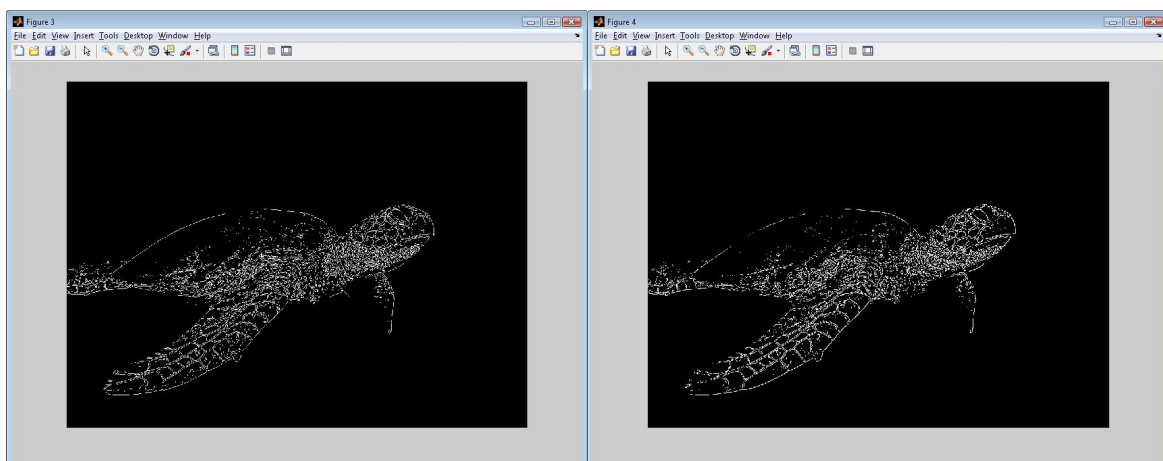 Figure 3
File Edit View Insert Tools Desktop Window Help
Figure 4
File Edit View Insert Tools Desktop Window Help